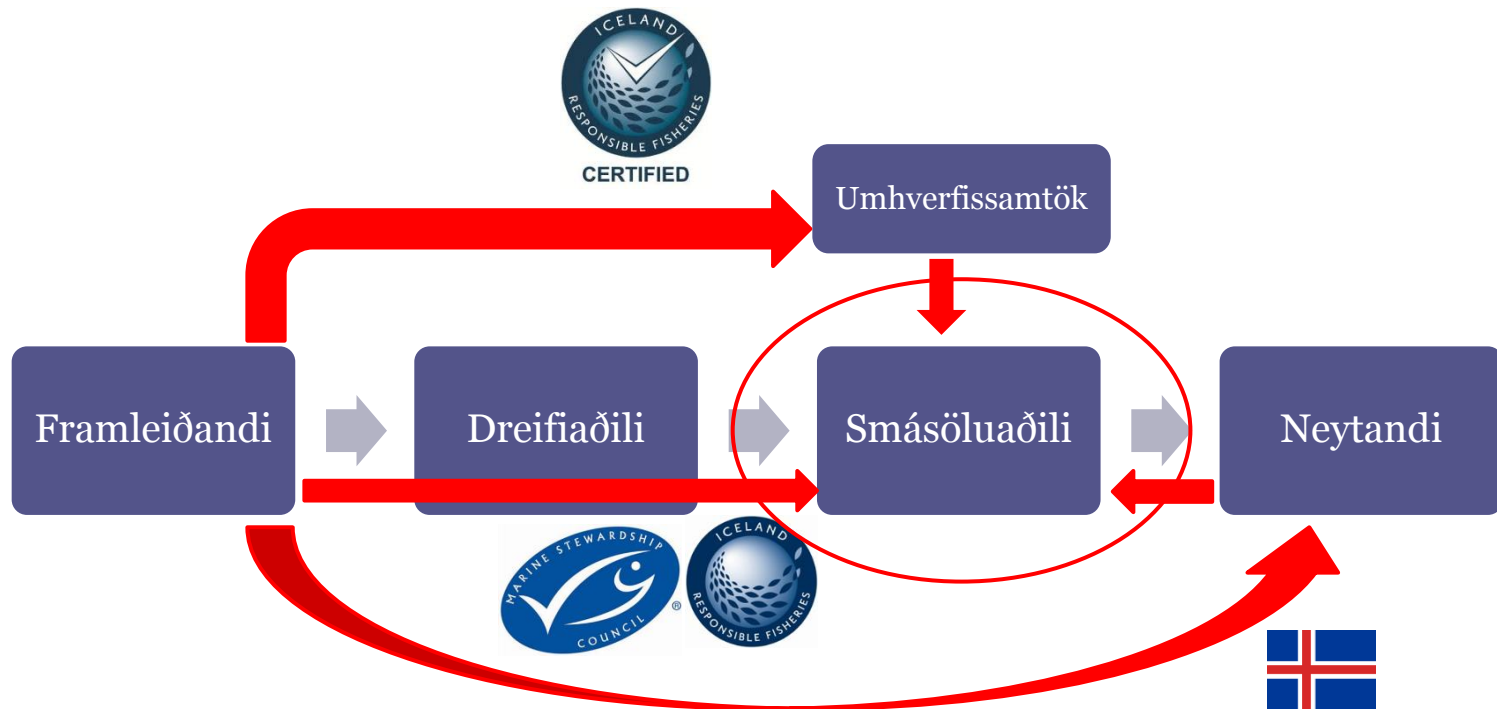 ICELAND
RESPONSIBLE FISHERIES
CERTIFIED
Umhverfissamtök
Framleiðandi
Dreifiaðili
Smásöluaðili
Neytandi
MARINE STEWARDSHIP
COUNCIL
®
ICELAND
RESPONSIBLE FISHERIES